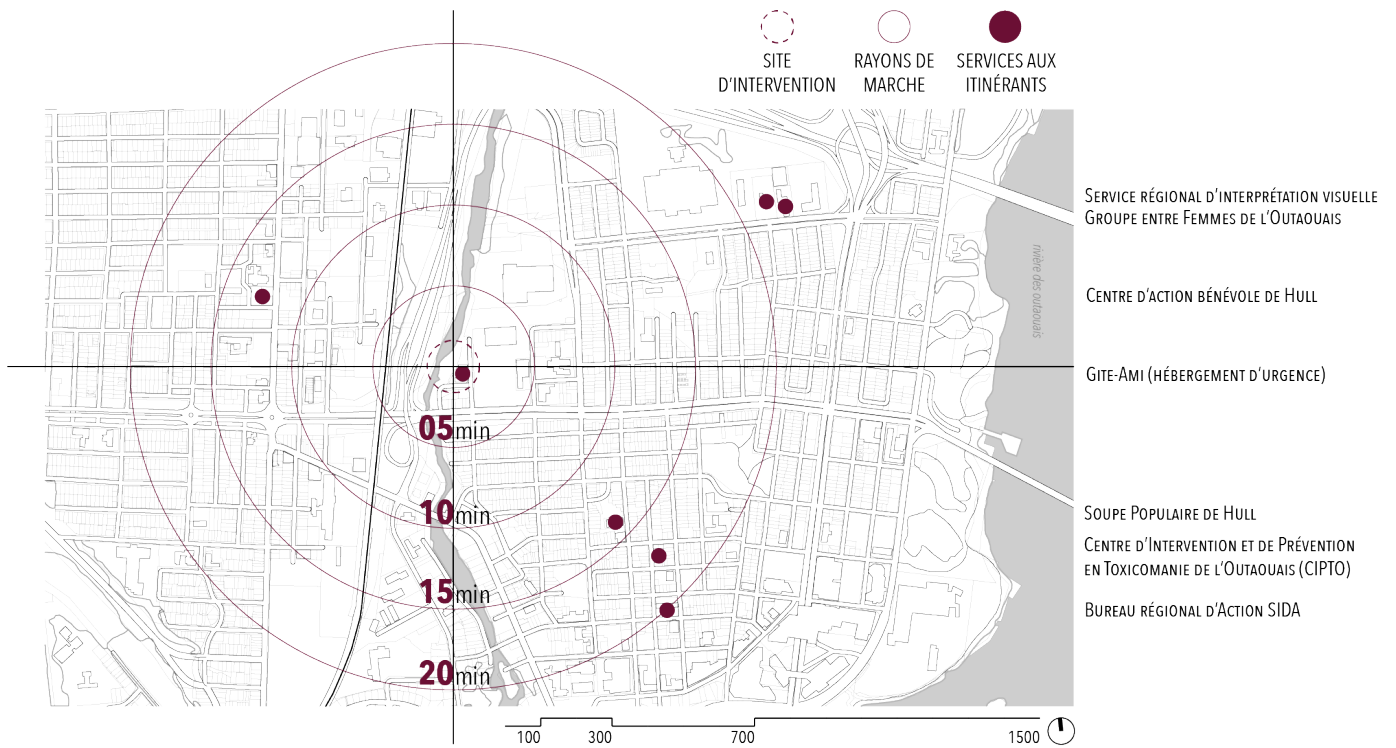 SITE
D'INTERVENTION
RAYONS DE
MARCHE
SERVICES AUX
ITINÉRANTS
SERVICE RÉGIONAL D'INTERPRÉTATION VISUELLE
GROUPE ENTRE FEMMES DE L'OUTAOUAIS
rivière des outaouais
CENTRE D'ACTION BÉNÉVOLE DE HULL
GITE-AMI (HÉBERGEMENT D'URGENCE)
05min
10min
SOUPE POPULAIRE DE HULL
CENTRE D'INTERVENTION ET DE PRÉVENTION
EN TOXICOMANIE DE L'OUTAOUAIS (CIPTO)
15min
BUREAU RÉGIONAL D'ACTION SIDA
20min
100 300 700 1500